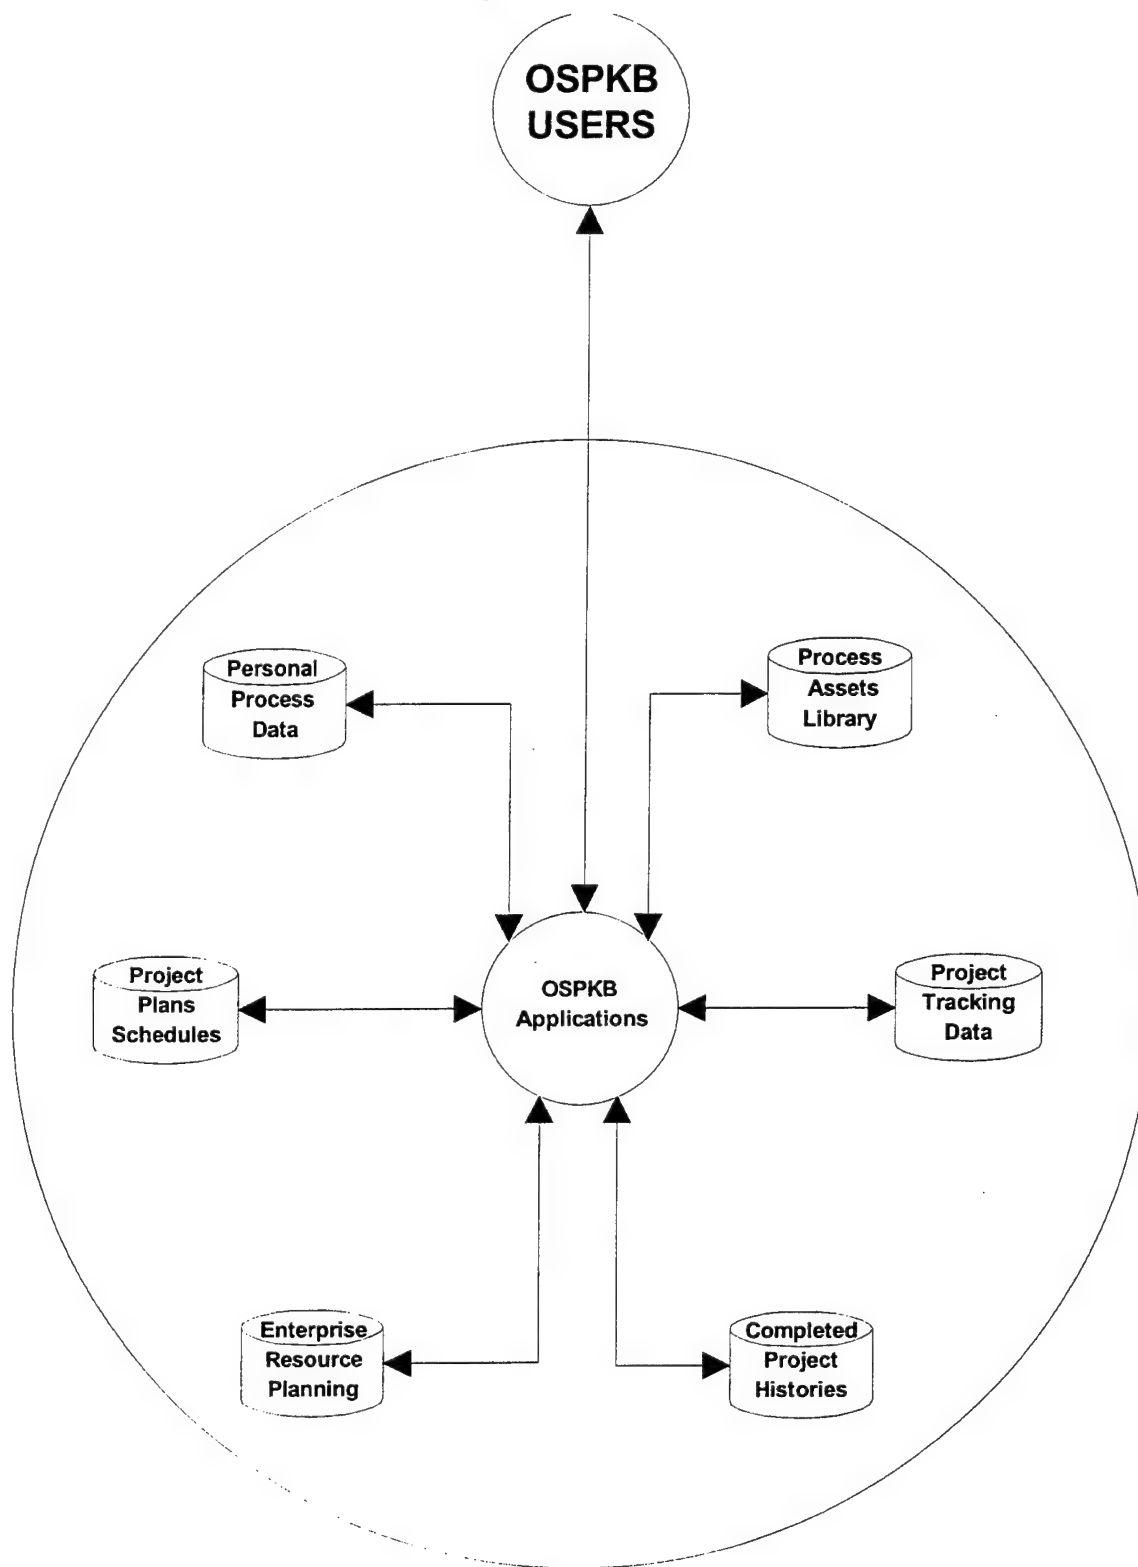 OSPKB
USERS
Personal
Process
Data
Process
Assets
Library
Project
Plans
Schedules
OSPKB
Applications
Project
Tracking
Data
Enterprise
Resource
Planning
Completed
Project
Histories